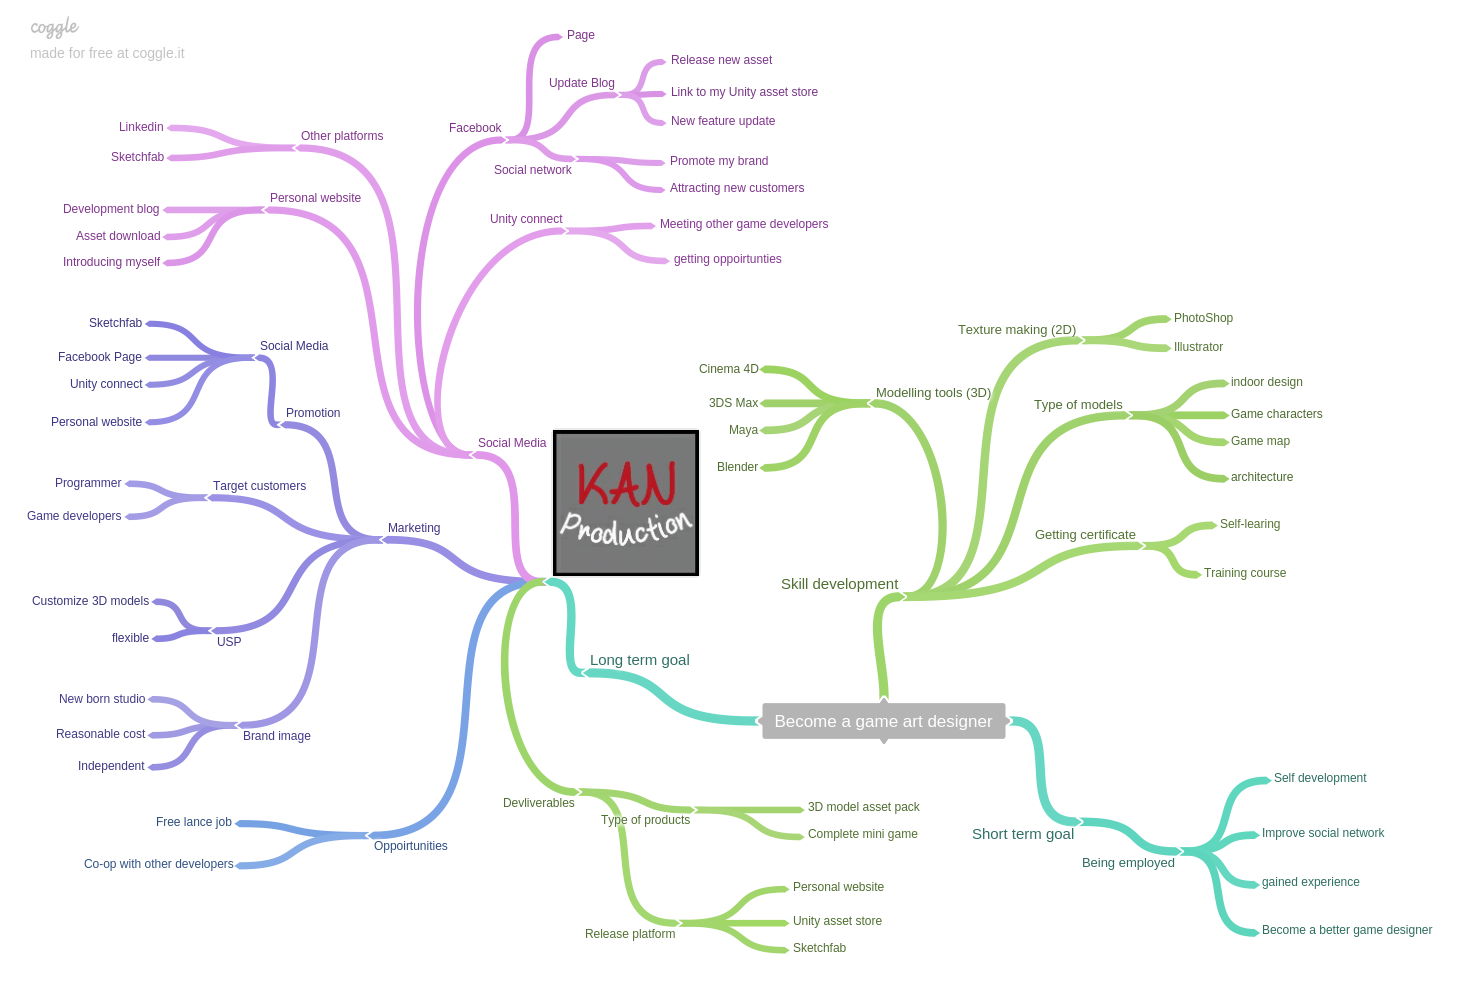 coggle
made for free at coggle.it
Page
Update Blog
Release new asset
Link to my Unity asset store
New feature update
Facebook
Social network
Promote my brand
Attracting new customers
Unity connect
Meeting other game developers
getting oppoirtunties
Other platforms
Linkedin
Sketchfab
Personal website
Development blog
Asset download
Introducing myself
Social Media
Sketchfab
Facebook Page
Unity connect
Personal website
Social Media
Promotion
Target customers
Programmer
Game developers
Marketing
Customize 3D models
flexible
USP
New born studio
Reasonable cost
Independent
Brand image
Free lance job
Co-op with other developers
Oppoirtunities
KAN
Production
Long term goal
Devliverables
Type of products
3D model asset pack
Complete mini game
Release platform
Personal website
Unity asset store
Sketchfab
Become a game art designer
Skill development
Modelling tools (3D)
Cinema 4D
3DS Max
Maya
Blender
Texture making (2D)
PhotoShop
Illustrator
Type of models
indoor design
Game characters
Game map
architecture
Getting certificate
Self-learing
Training course
Short term goal
Being employed
Self development
Improve social network
gained experience
Become a better game designer